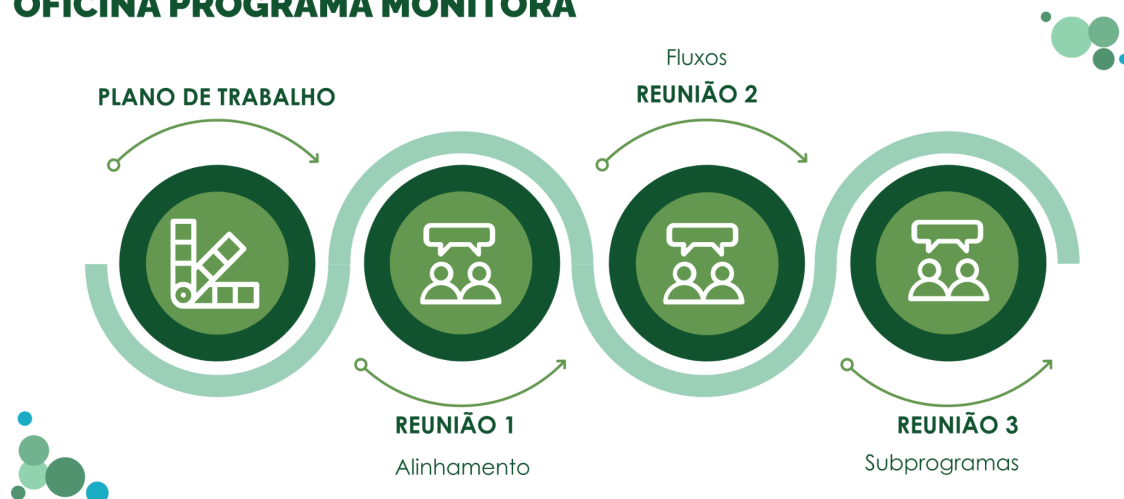 OFICINA PROGRAMA MONITORA
PLANO DE TRABALHO
REUNIÃO 1
Alinhamento
Fluxos
REUNIÃO 2
REUNIÃO 3
Subprogramas